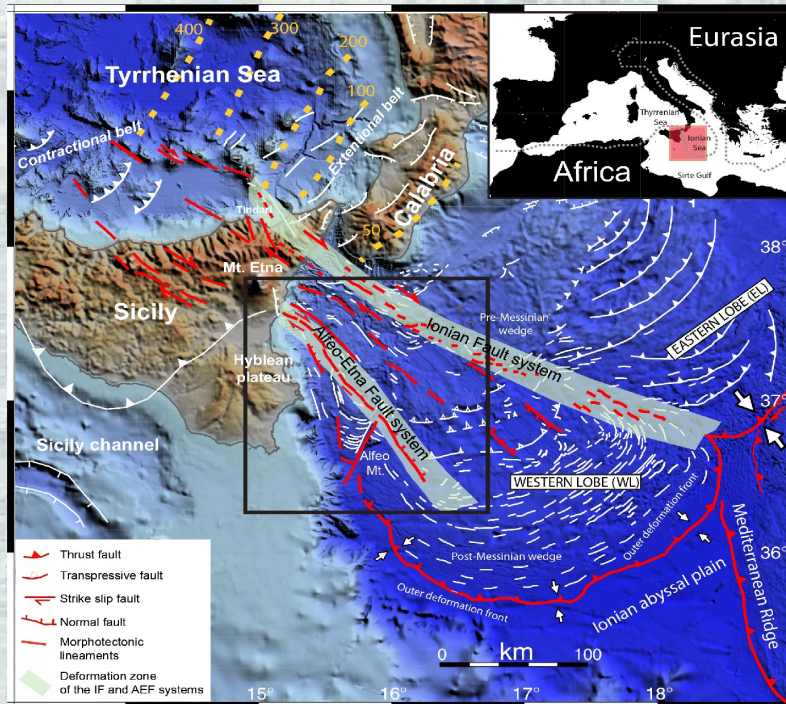 400
300
200
100
50
Tyrrhenian Sea
Contractional belt
Extentional belt
Calabria
Tindari
Mt. Etna
Sicily
Hyblean
plateau
Sicily channel
Alfeo-Etna Fault system
Alfeo
Mt.
Ionian Fault system
Pre-Messinian
wedge
EASTERN LOBE (EL)
WESTERN LOBE (WL)
Post-Messinian wedge
Outer deformation front
Outer deformation front
Ionian abyssal plain
Mediterranean Ridge
Eurasia
Thyrrenian
Sea
Ionian
Sea
Africa
Sirte Gulf
38°
37°
36°
Thrust fault
Transpressive fault
Strike slip fault
Normal fault
Morphotectonic
lineaments
Deformation zone
of the IF and AEF systems
0 km 100
15° 16° 17° 18°